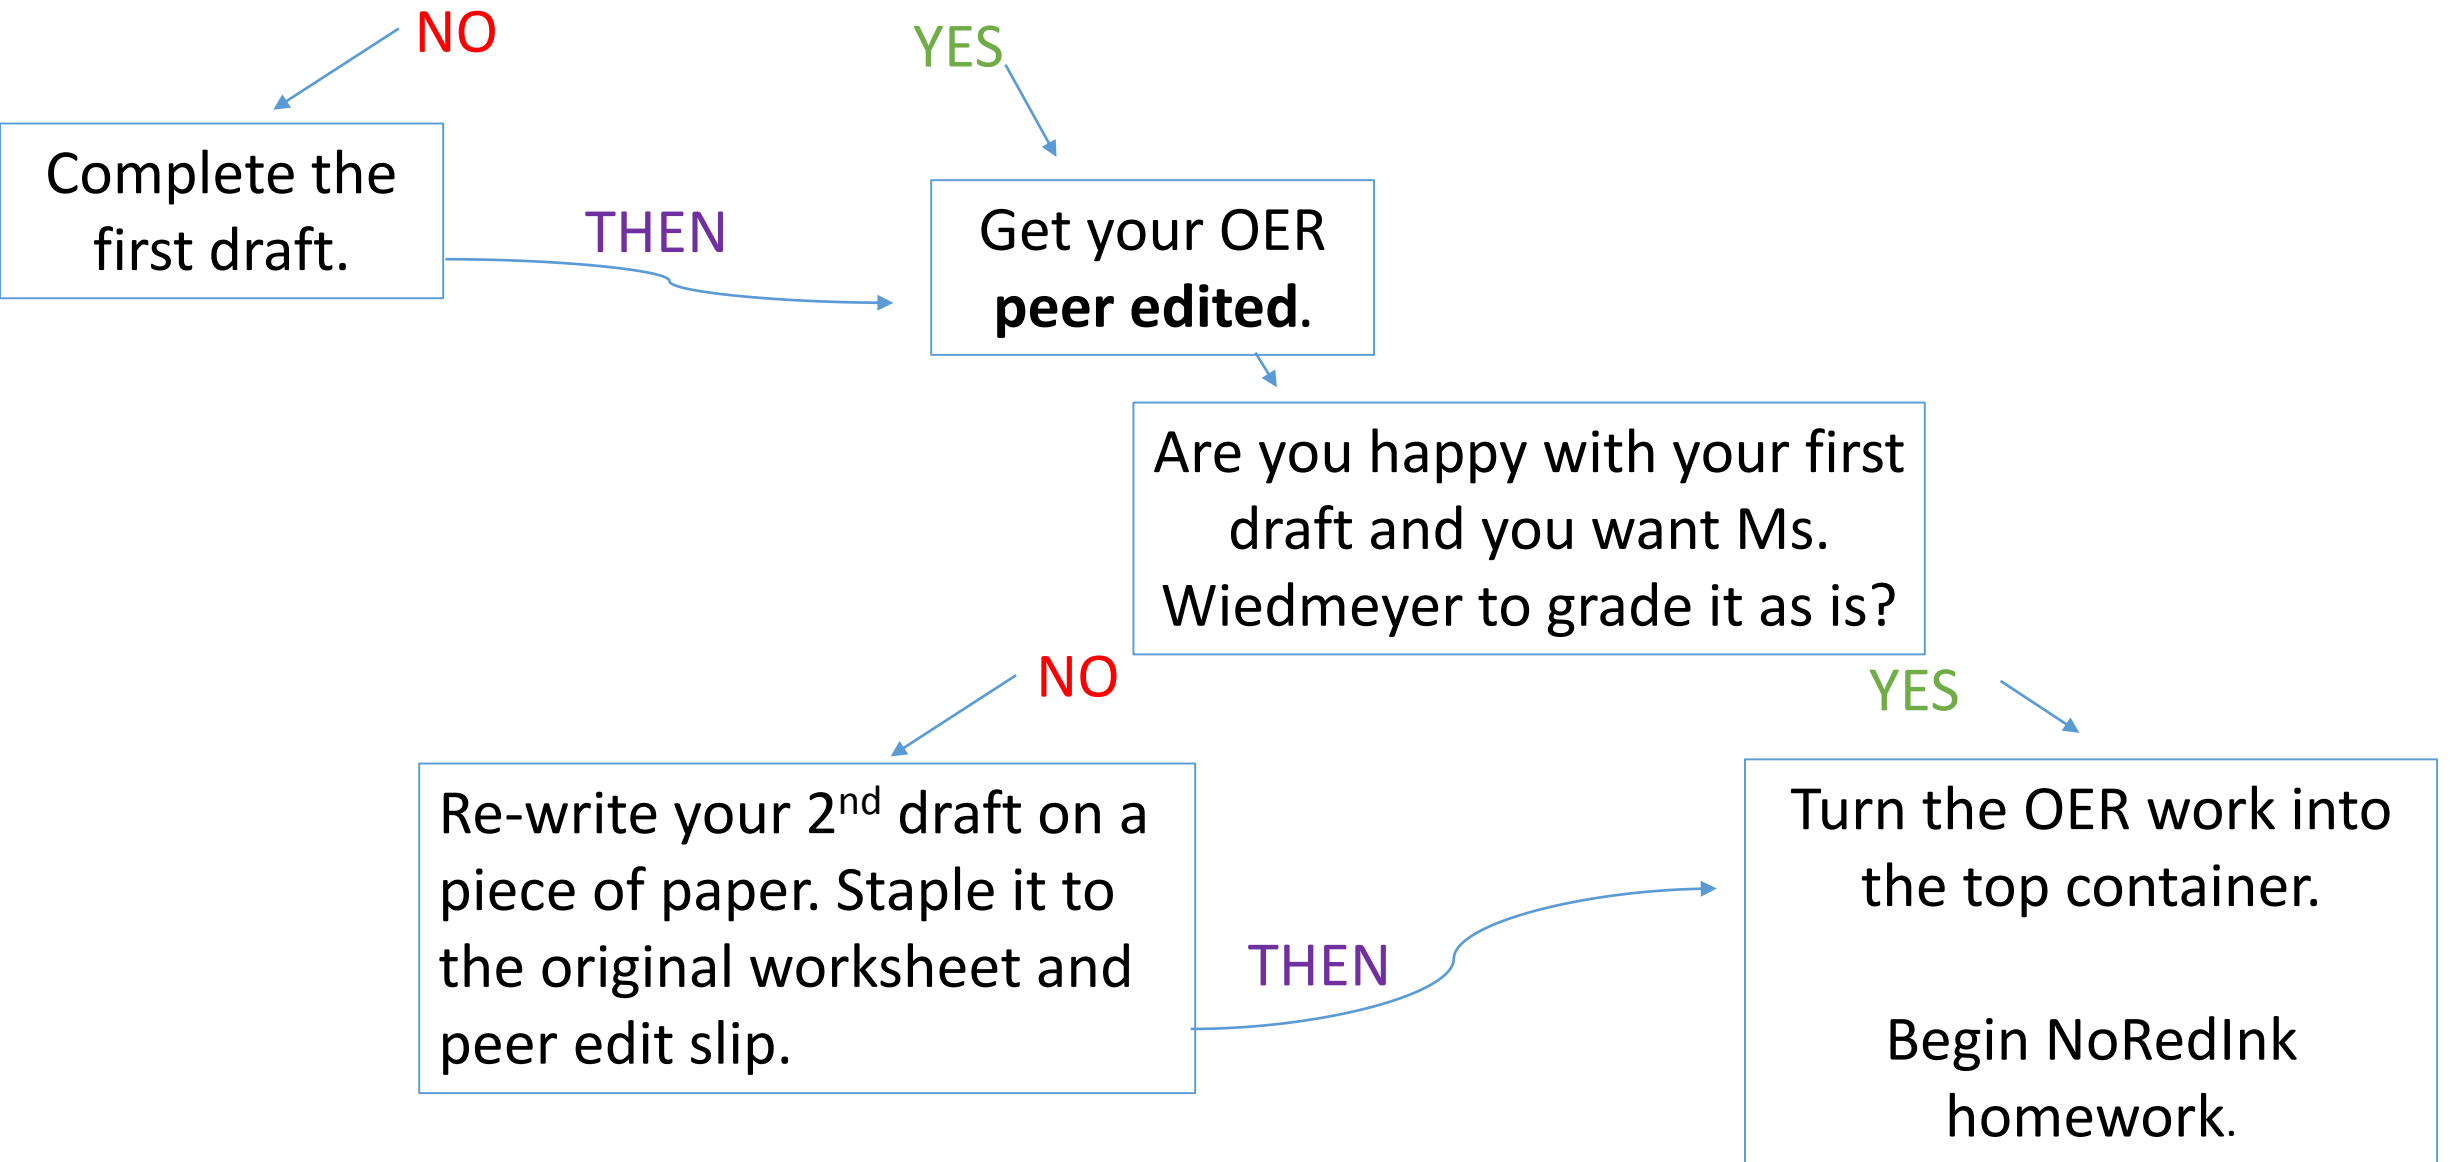 NO
YES
Complete the
first draft.
THEN
Get your OER
peer edited.
Are you happy with your first
draft and you want Ms.
Wiedmeyer to grade it as is?
NO
YES
Re-write your 2nd draft on a
piece of paper. Staple it to
the original worksheet and
peer edit slip.
THEN
Turn the OER work into
the top container.
Begin NoRedInk
homework.